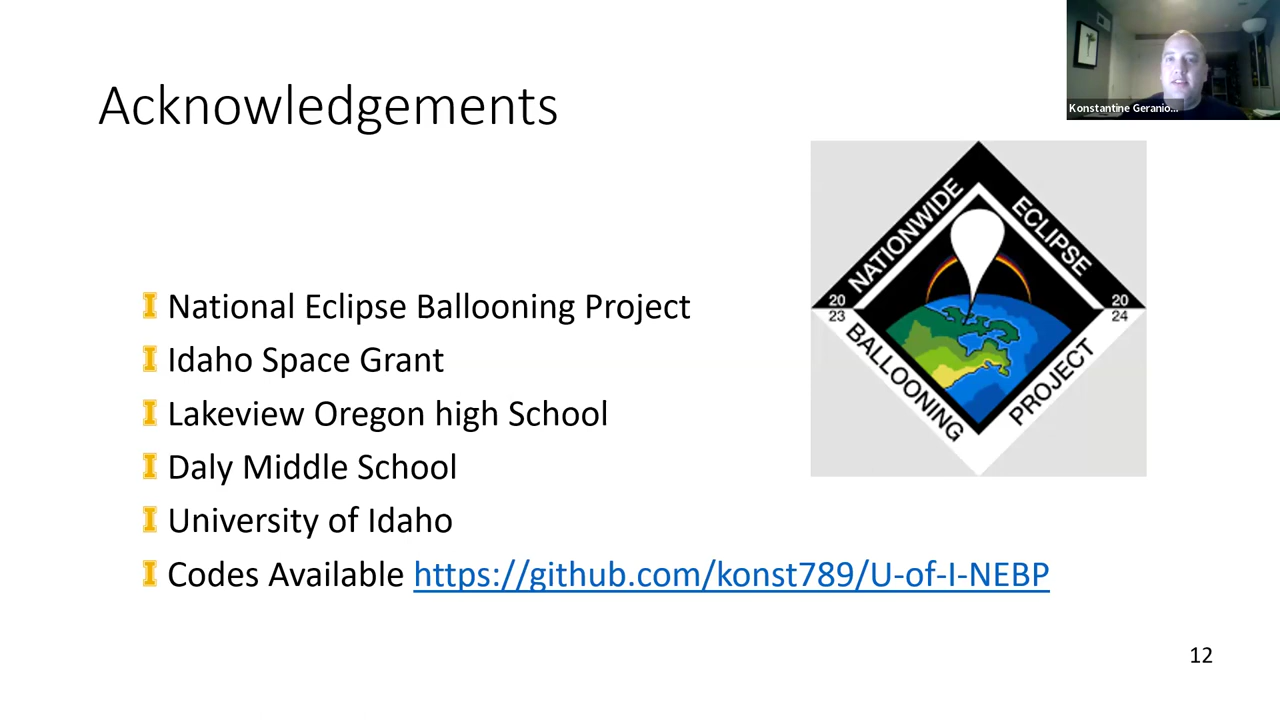 Konstantine Geranio...
Acknowledgements
NATIONWIDE
ECLIPSE
20
23
20
24
BALLOONING
PROJECT
National Eclipse Ballooning Project
Idaho Space Grant
Lakeview Oregon high School
Daly Middle School
University of Idaho
Codes Available https://github.com/konst789/U-of-I-NEBP
12